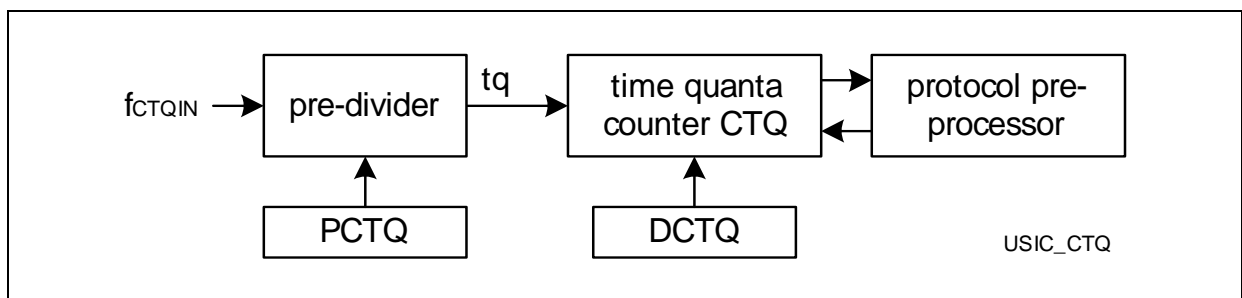 fCTQIN
pre-divider
tq
time quanta
counter CTQ
protocol pre-
processor
PCTQ
DCTQ
USIC_CTQ